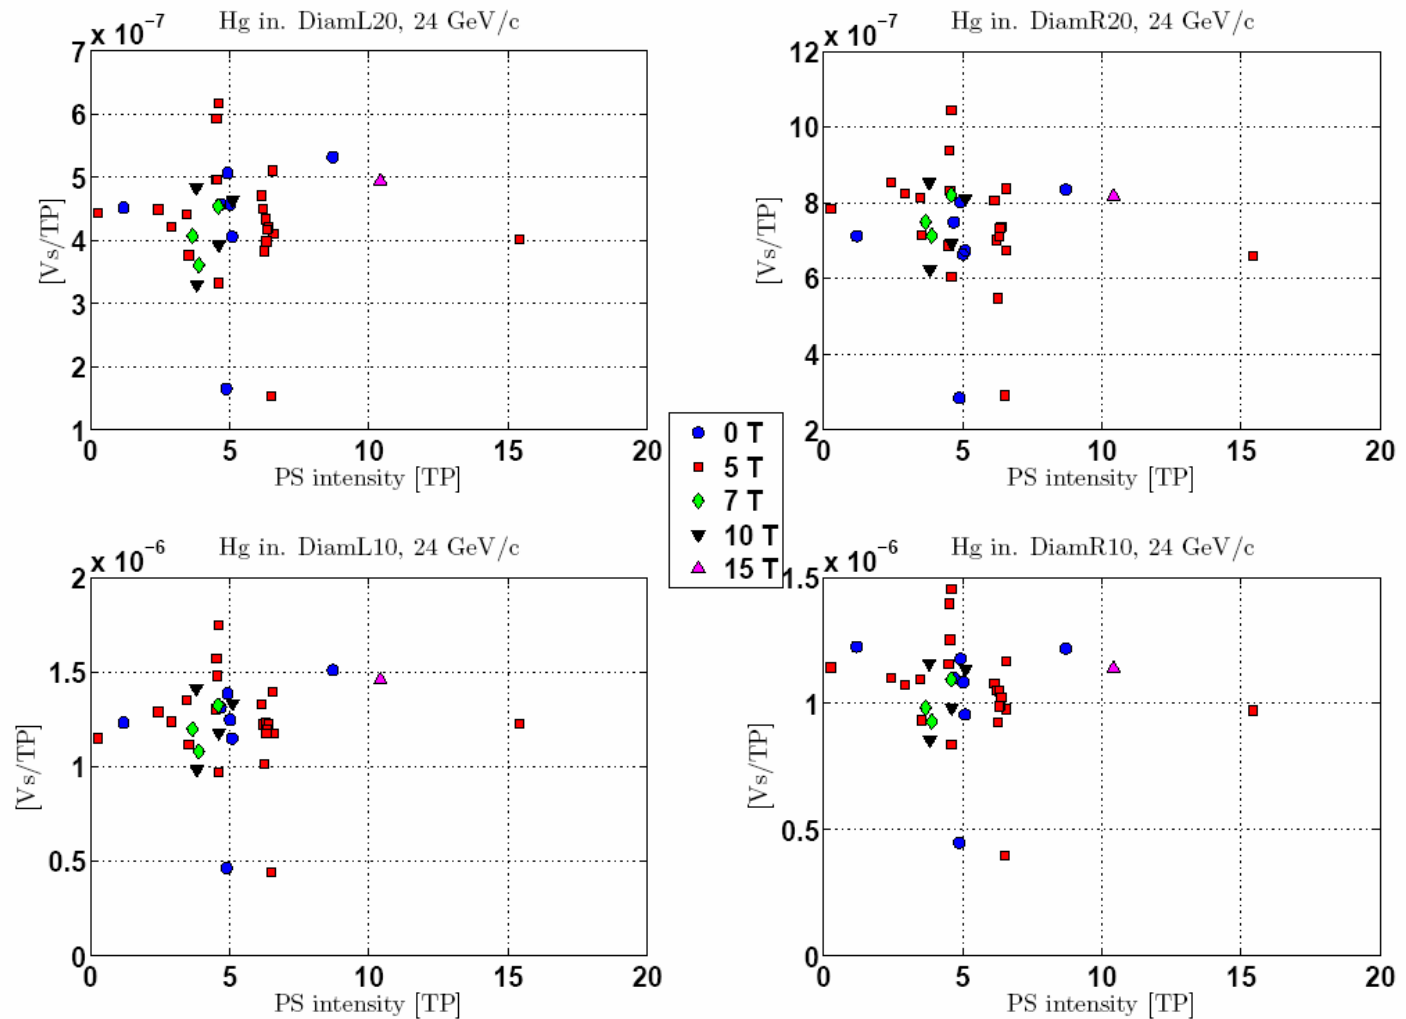 Hg in. DiamL20, 24 GeV/c
x 10⁻⁷
7
6
5
4
3
2
1
[Vs/TP]
0 5 10 15 20
PS intensity [TP]
Hg in. DiamR20, 24 GeV/c
x 10⁻⁷
12
10
8
6
4
2
[Vs/TP]
0 5 10 15 20
PS intensity [TP]
0 T
5 T
7 T
10 T
15 T
Hg in. DiamL10, 24 GeV/c
x 10⁻⁶
2
1.5
1
0.5
0
[Vs/TP]
0 5 10 15 20
PS intensity [TP]
Hg in. DiamR10, 24 GeV/c
x 10⁻⁶
1.5
1
0.5
0
[Vs/TP]
0 5 10 15 20
PS intensity [TP]